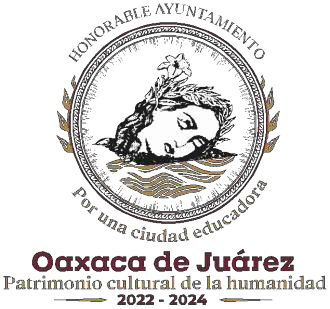 HONORABLE AYUNTAMIENTO
Por una ciudad educadora
Oaxaca de Juárez
Patrimonio cultural de la humanidad
2022 - 2024